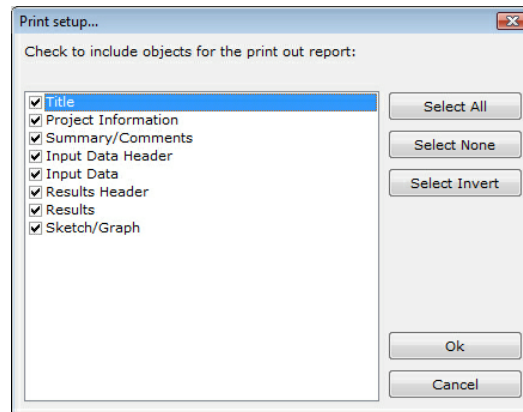 Print setup...
Check to include objects for the print out report:
Title
Project Information
Summary/Comments
Input Data Header
Input Data
Results Header
Results
Sketch/Graph
Select All
Select None
Select Invert
Ok
Cancel